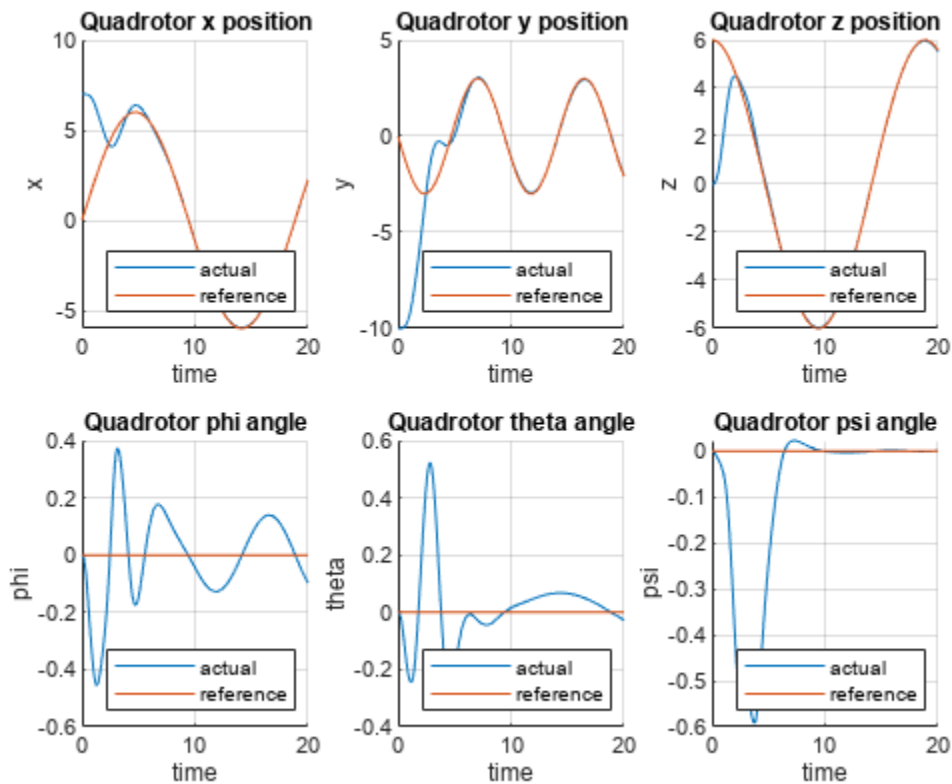 Quadrotor x position
10
5
0
-5
x
actual
reference
0
10
20
time
Quadrotor y position
5
0
-5
-10
y
actual
reference
0
10
20
time
Quadrotor z position
6
4
2
0
-2
-4
-6
z
actual
reference
0
10
20
time
Quadrotor phi angle
0.4
0.2
0
-0.2
-0.4
-0.6
phi
actual
reference
0
10
20
time
Quadrotor theta angle
0.6
0.4
0.2
0
-0.2
-0.4
theta
actual
reference
0
10
20
time
Quadrotor psi angle
0
-0.1
-0.2
-0.3
-0.4
-0.5
-0.6
psi
actual
reference
0
10
20
time